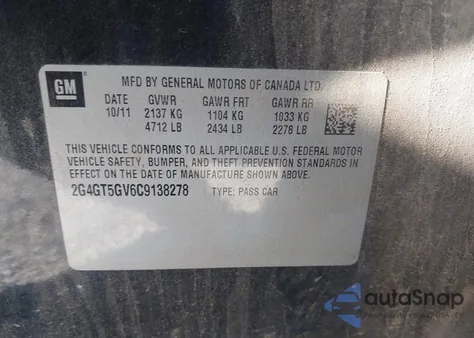 GM
MFD BY GENERAL MOTORS OF CANADA LTD.
DATE GVWR GAWR FRT GAWR RR
10/11 2137 KG 1104 KG 1033 KG
4712 LB 2434 LB 2278 LB
THIS VEHICLE CONFORMS TO ALL APPLICABLE U.S. FEDERAL MOTOR
VEHICLE SAFETY, BUMPER, AND THEFT PREVENTION STANDARDS IN
EFFECT ON THE DATE OF MANUFACTURE SHOWN ABOVE.
2G4GT5GV6C9138278 TYPE: PASS CAR
autoSnap